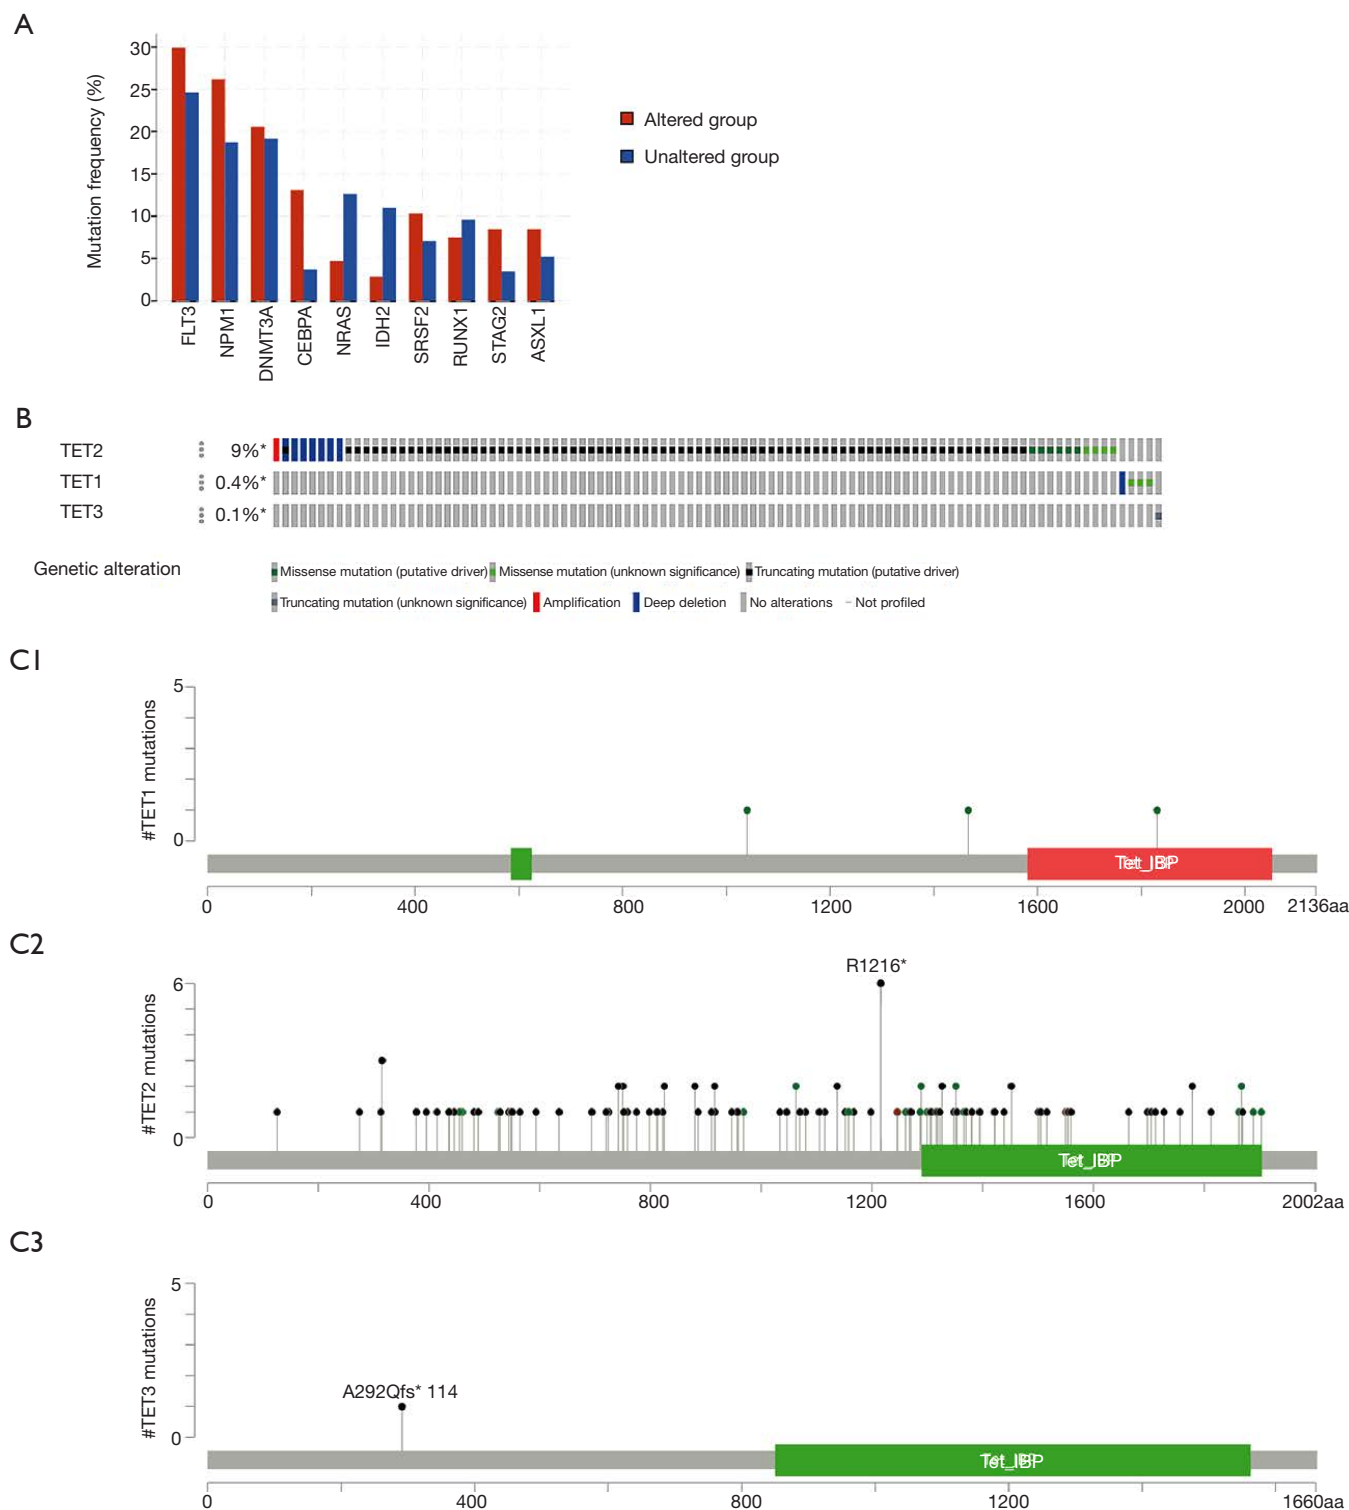 A
Mutation frequency (%)
30
25
20
15
10
5
0
FLT3
NPM1
DNMT3A
CEBPA
NRAS
IDH2
SRSF2
RUNX1
STAG2
ASXL1
Altered group
Unaltered group
B
TET2 9%*
TET1 0.4%*
TET3 0.1%*
Genetic alteration
Missense mutation (putative driver) Missense mutation (unknown significance) Truncating mutation (putative driver)
Truncating mutation (unknown significance) Amplification Deep deletion No alterations Not profiled
C1
#TET1 mutations
5
0
Tet_JBP
0 400 800 1200 1600 2000 2136aa
C2
#TET2 mutations
R1216*
6
0
Tet_JBP
0 400 800 1200 1600 2002aa
C3
#TET3 mutations
5
A292Qfs* 114
0
Tet_JBP
0 400 800 1200 1660aa